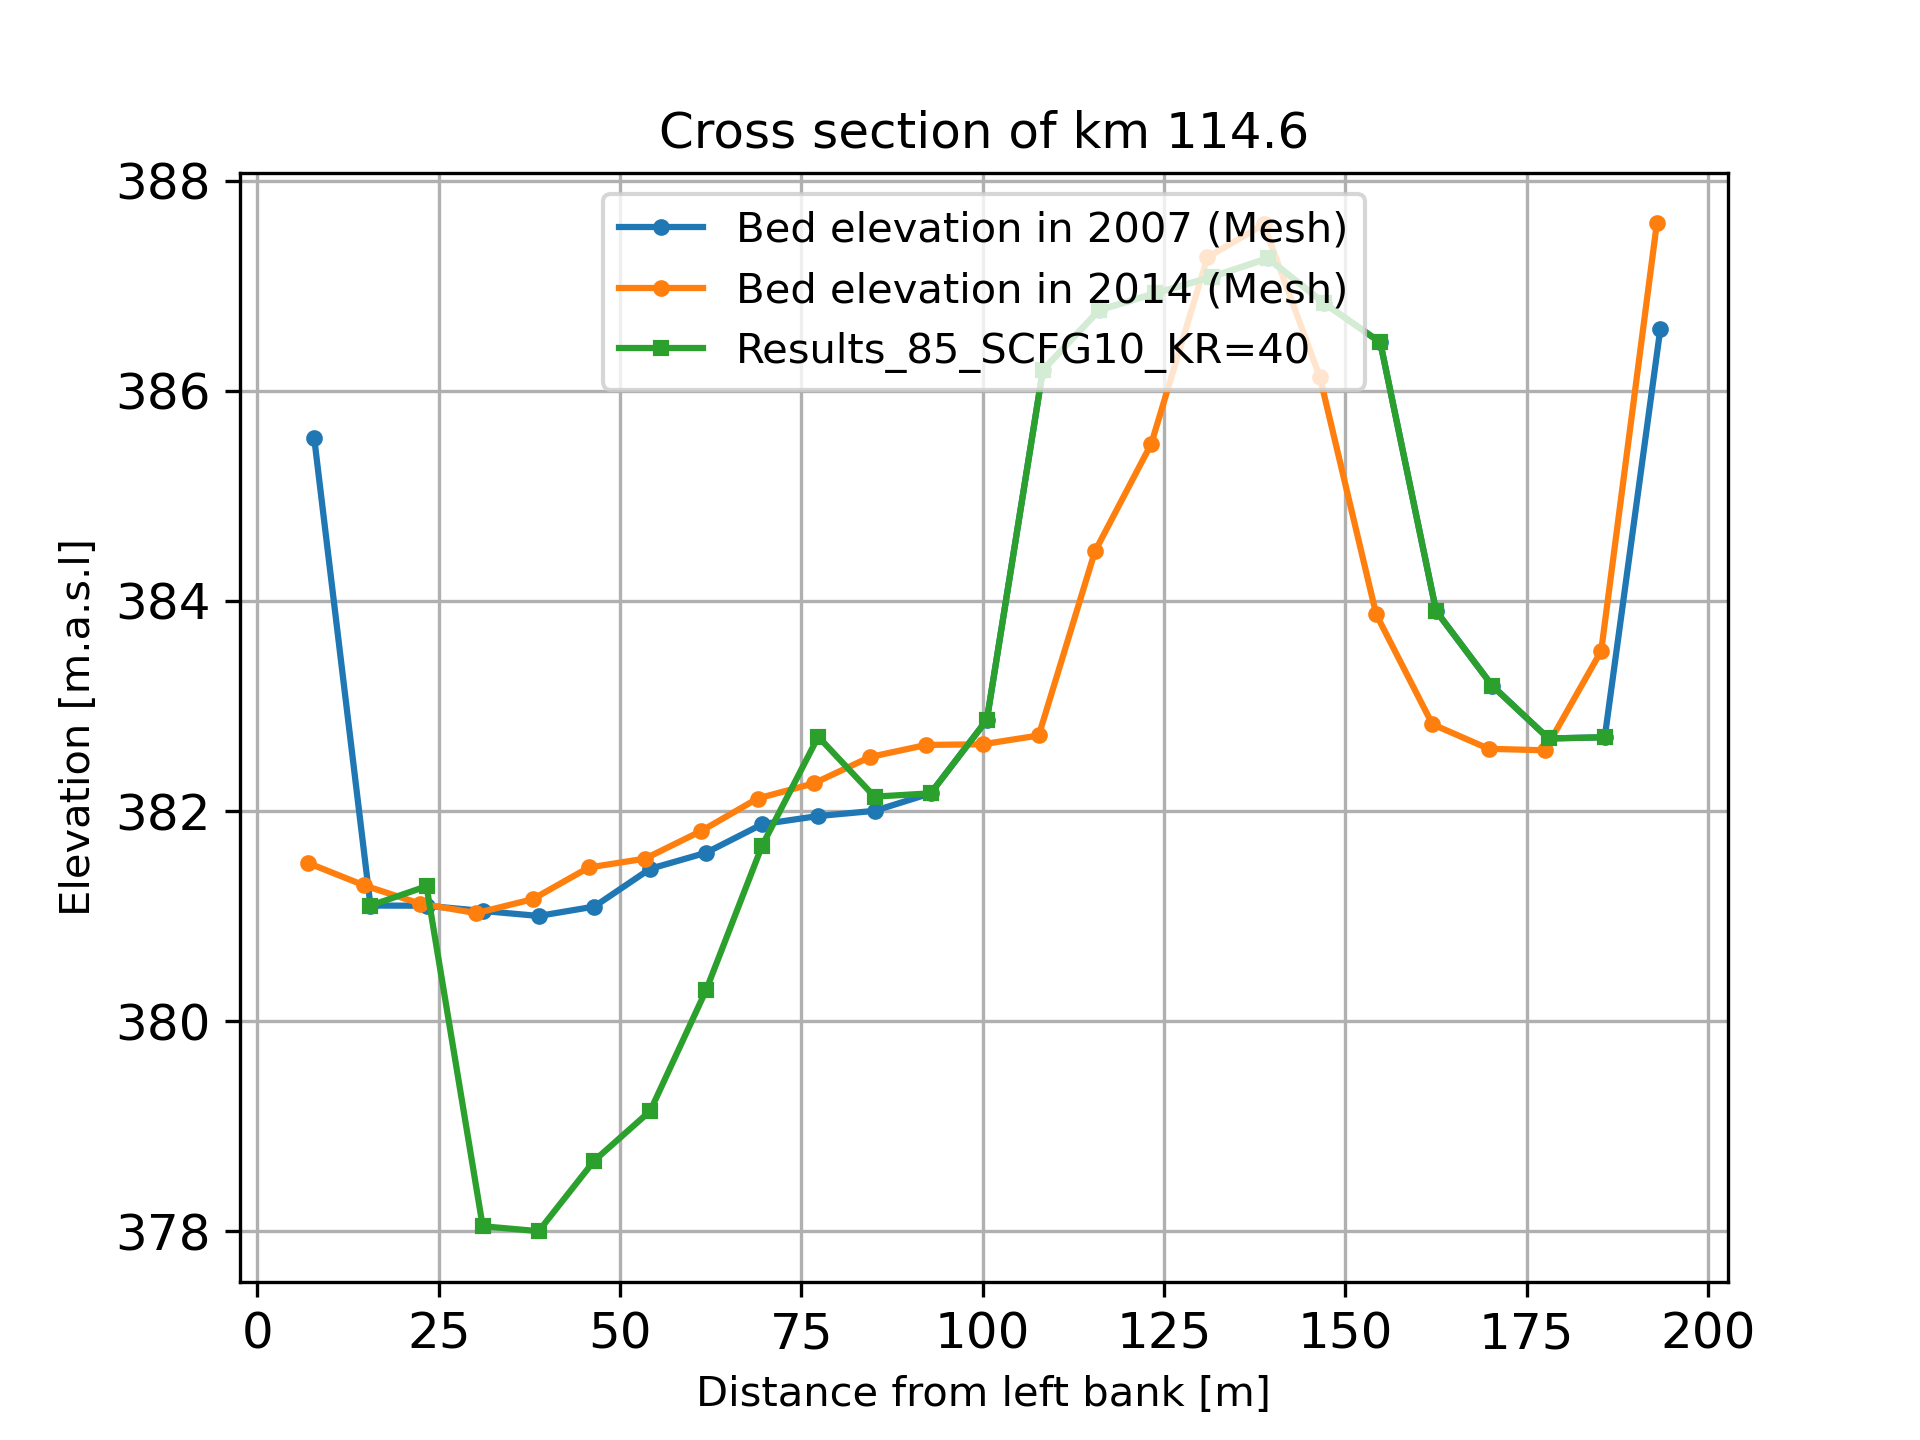 Cross section of km 114.6
Bed elevation in 2007 (Mesh)
Bed elevation in 2014 (Mesh)
Results_85_SCFG10_KR=40
388
386
384
382
380
378
Elevation [m.a.s.l]
0 25 50 75 100 125 150 175 200
Distance from left bank [m]